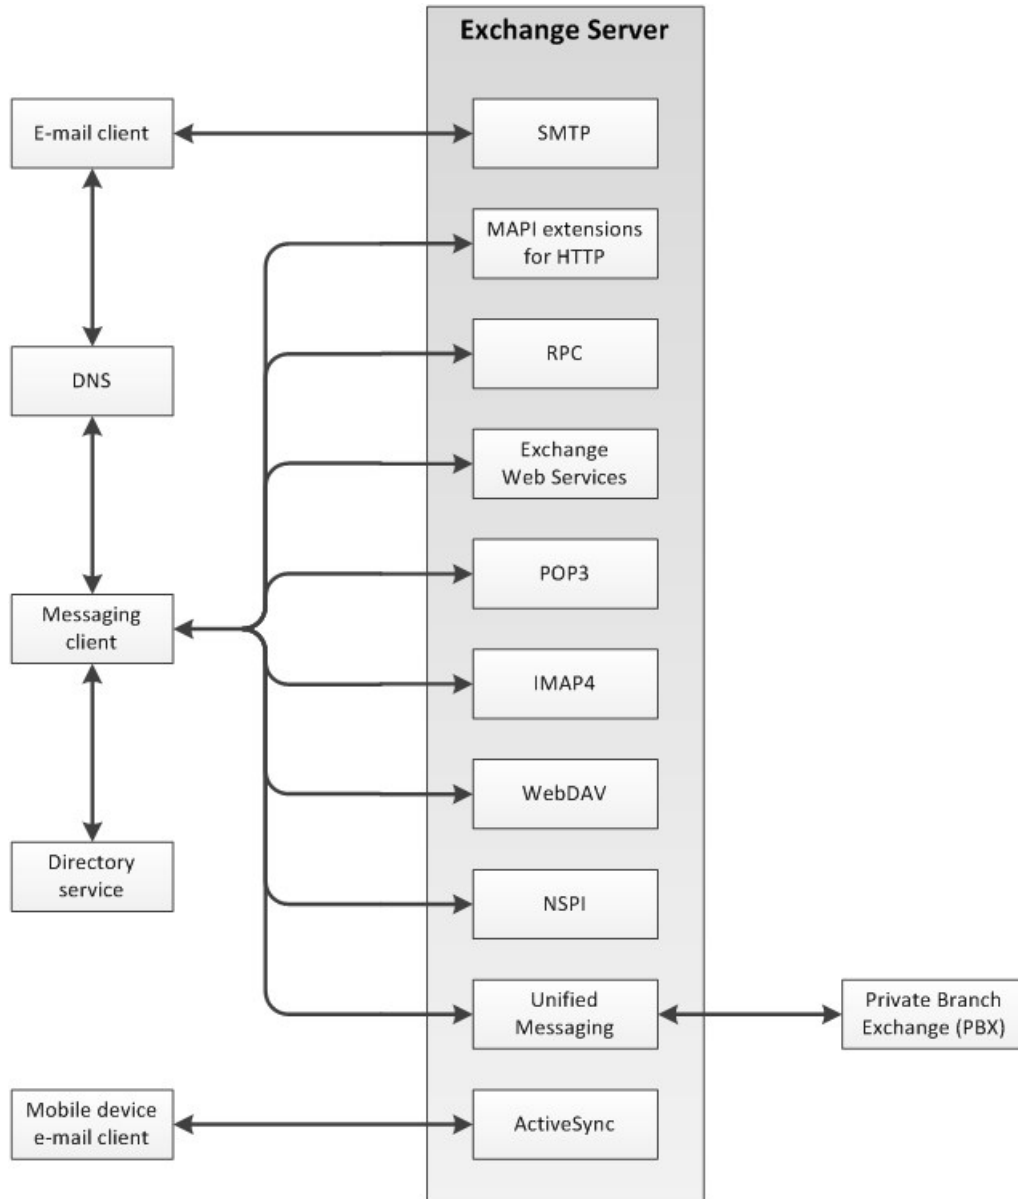 Exchange Server
E-mail client
SMTP
MAPI extensions
for HTTP
RPC
DNS
Exchange
Web Services
POP3
Messaging
client
IMAP4
WebDAV
Directory
service
NSPI
Unified
Messaging
Private Branch
Exchange (PBX)
Mobile device
e-mail client
ActiveSync